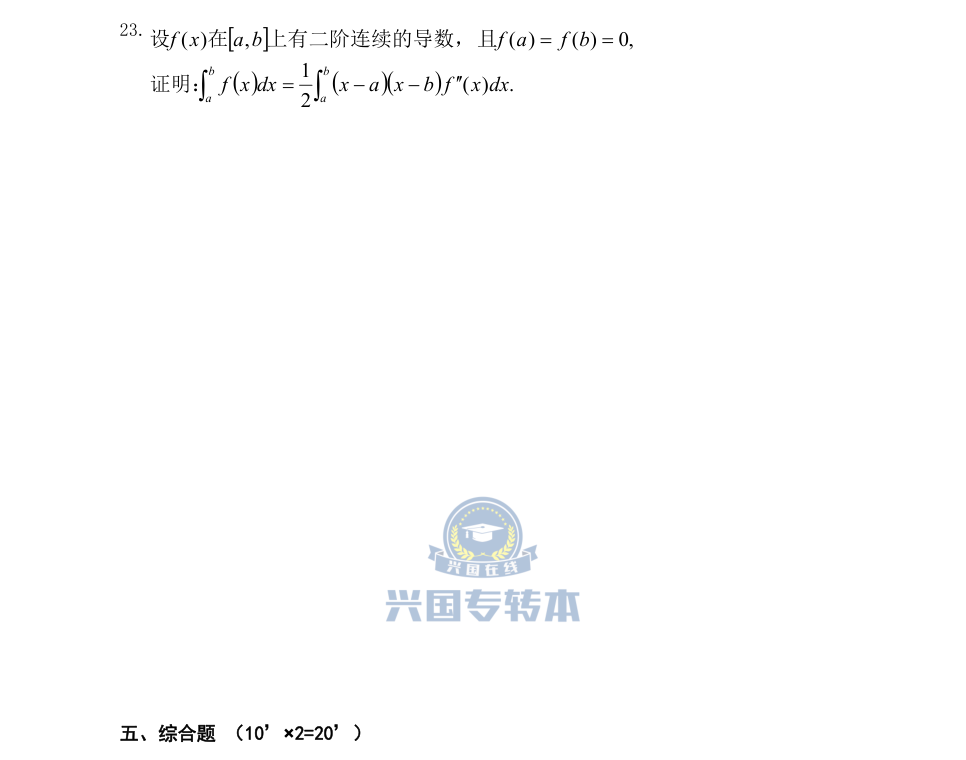 23. 设f(x)在[a,b]上有二阶连续的导数，且f(a) = f(b) = 0,
证明:∫_a^b f(x)dx = 1/2 ∫_a^b (x − a)(x − b)f″(x)dx.
兴国在线
兴国专转本
五、综合题 （10’×2=20’）